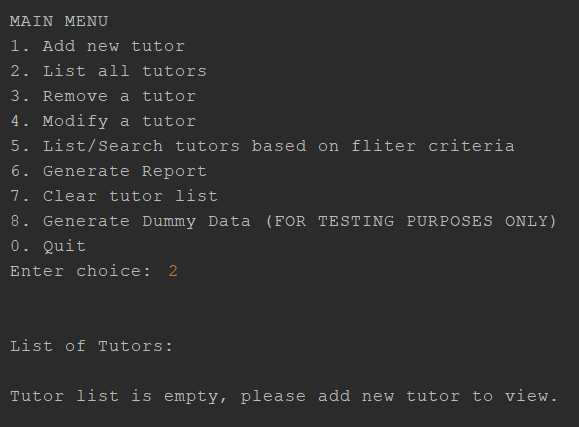 MAIN MENU
1. Add new tutor
2. List all tutors
3. Remove a tutor
4. Modify a tutor
5. List/Search tutors based on fliter criteria
6. Generate Report
7. Clear tutor list
8. Generate Dummy Data (FOR TESTING PURPOSES ONLY)
0. Quit
Enter choice: 2
List of Tutors:
Tutor list is empty, please add new tutor to view.